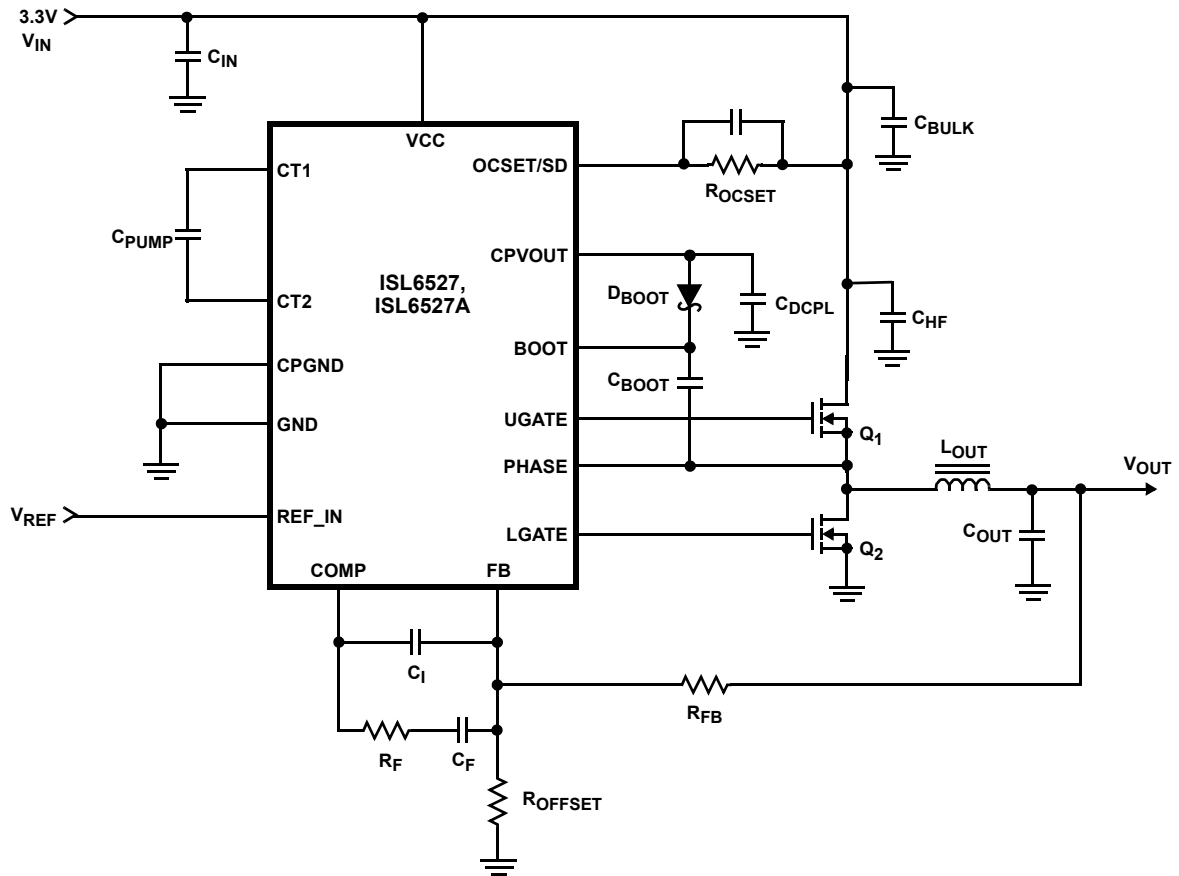 3.3V
VIN
CIN
VCC
CBULK
CT1
OCSET/SD
ROCSET
CPUMP
CPVOUT
ISL6527,
ISL6527A
DBOOT
CDCPL
CT2
CHF
BOOT
CBOOT
CPGND
UGATE
GND
Q1
LOUT
PHASE
VOUT
VREF
REF_IN
LGATE
COUT
Q2
COMP
FB
CI
RFB
RF
CF
ROFFSET